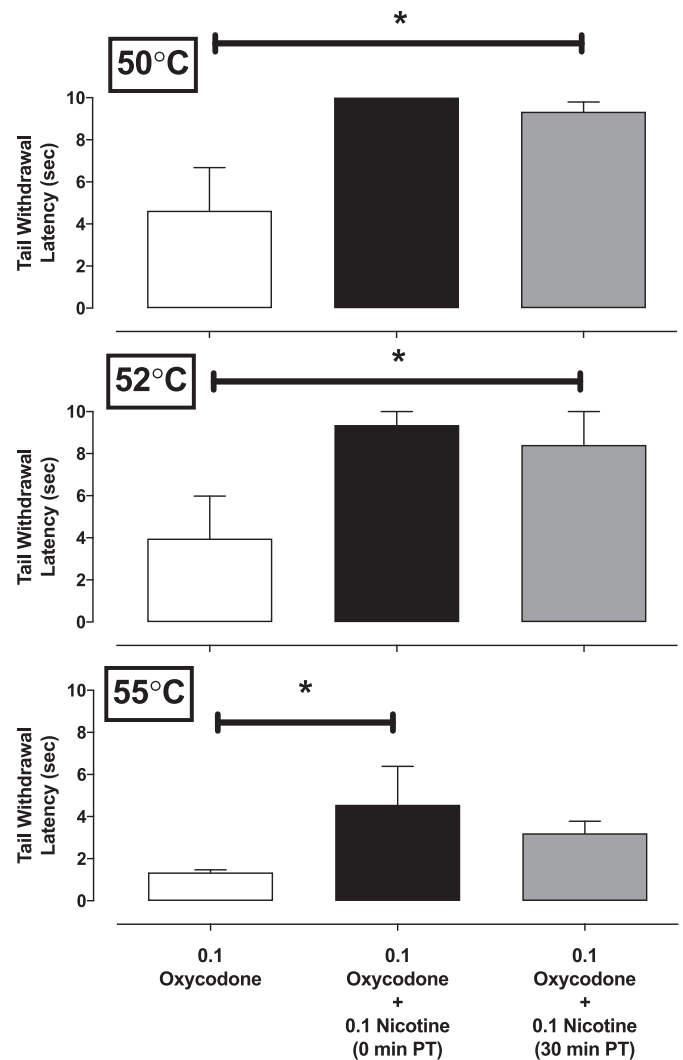 *
50°C
Tail Withdrawal
Latency (sec)
10
8
6
4
2
0
*
52°C
Tail Withdrawal
Latency (sec)
10
8
6
4
2
0
*
55°C
Tail Withdrawal
Latency (sec)
10
8
6
4
2
0
0.1
Oxycodone
0.1
Oxycodone
+
0.1 Nicotine
(0 min PT)
0.1
Oxycodone
+
0.1 Nicotine
(30 min PT)